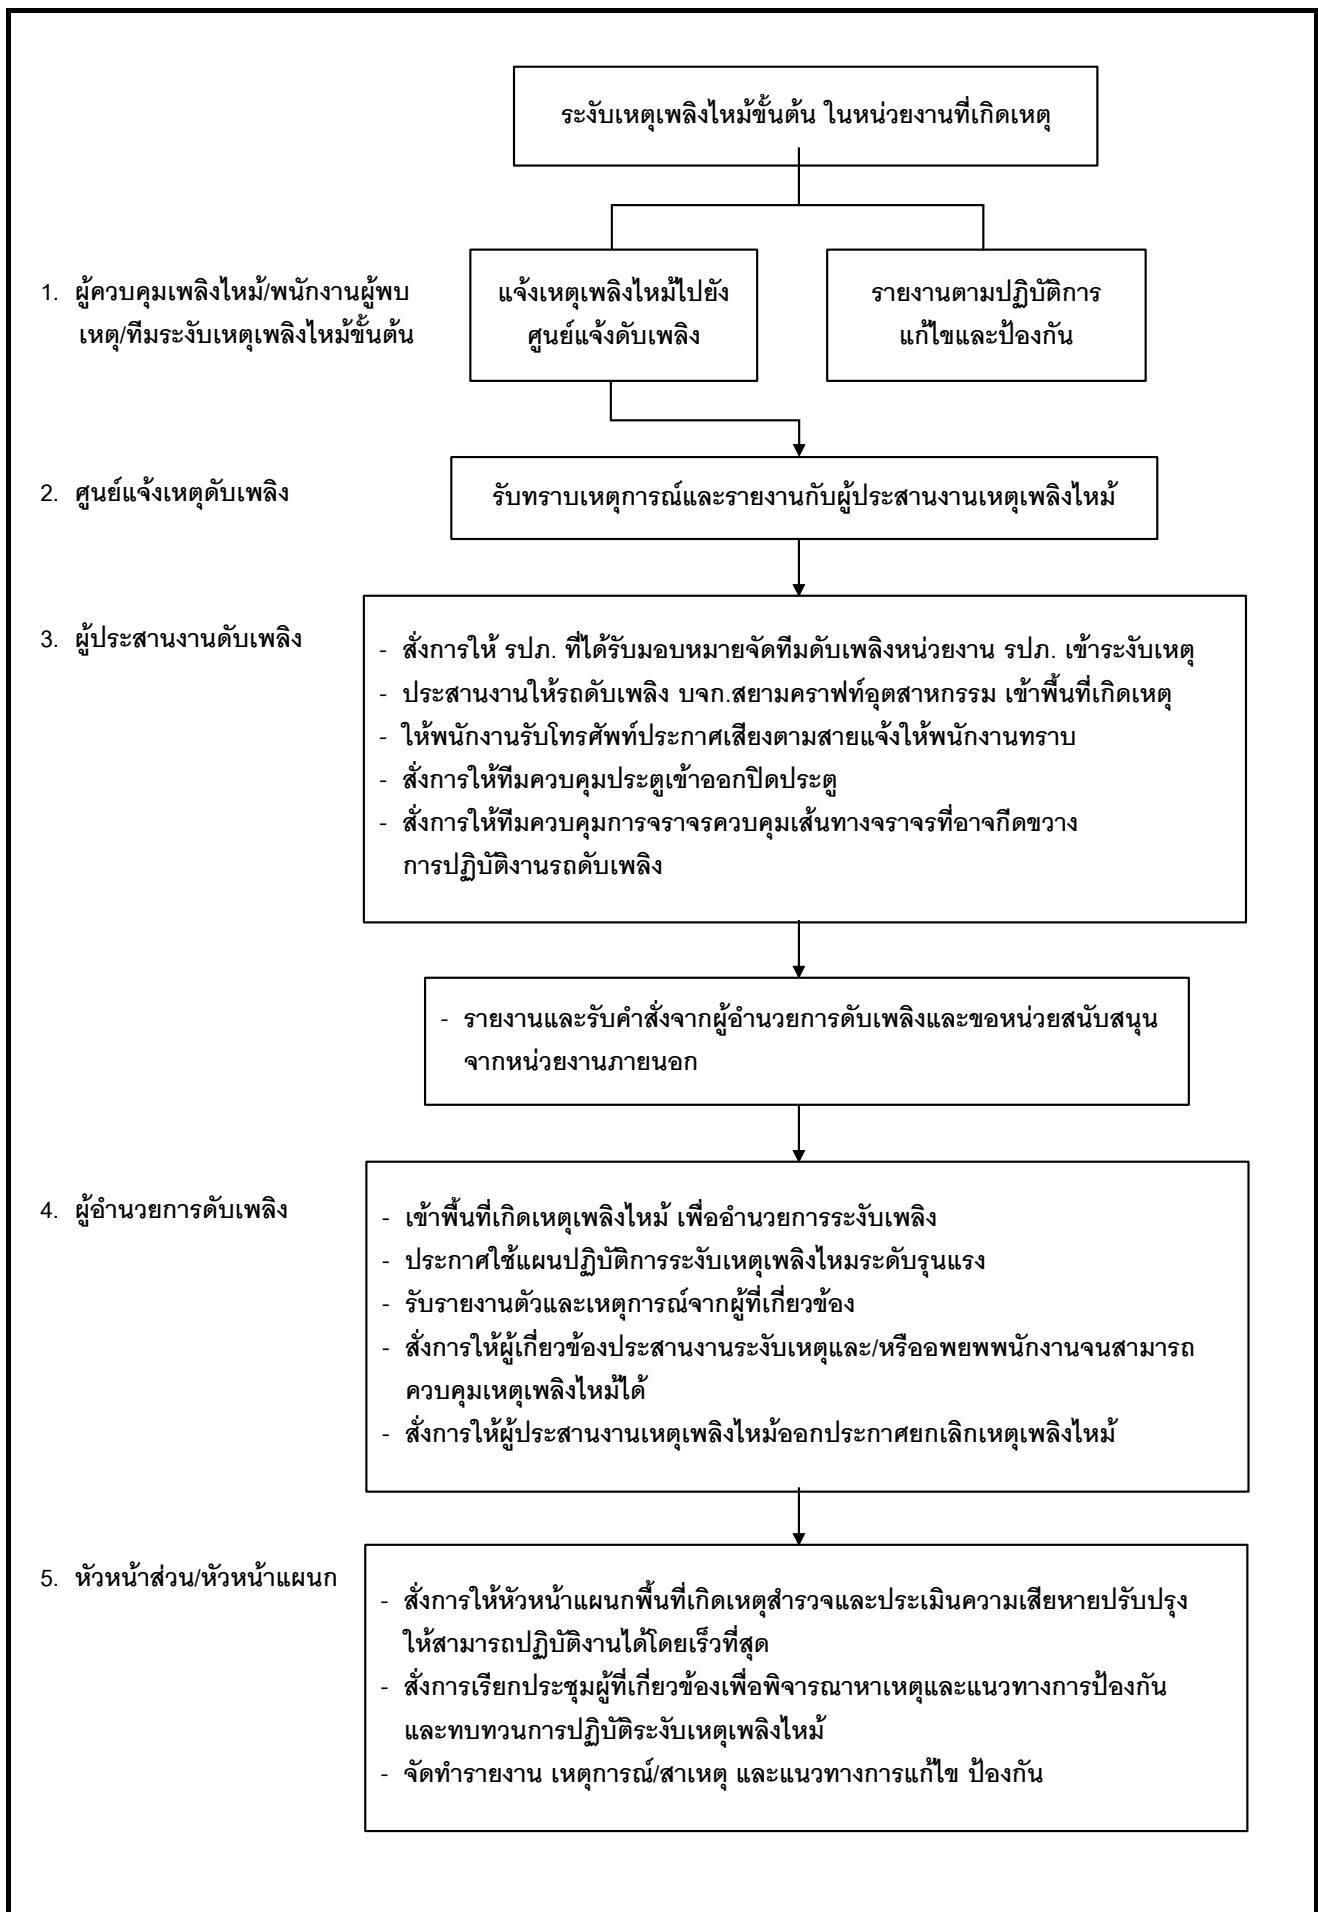 ระงับเหตุเพลิงไหม้ขั้นต้น ในหน่วยงานที่เกิดเหตุ
1. ผู้ควบคุมเพลิงไหม้/พนักงานผู้พบ
เหตุ/ทีมระงับเหตุเพลิงไหม้ขั้นต้น
แจ้งเหตุเพลิงไหม้ไปยัง
ศูนย์แจ้งดับเพลิง
รายงานตามปฏิบัติการ
แก้ไขและป้องกัน
2. ศูนย์แจ้งเหตุดับเพลิง
รับทราบเหตุการณ์และรายงานกับผู้ประสานงานเหตุเพลิงไหม้
3. ผู้ประสานงานดับเพลิง
- สั่งการให้ รปภ. ที่ได้รับมอบหมายจัดทีมดับเพลิงหน่วยงาน รปภ. เข้าระงับเหตุ
- ประสานงานให้รถดับเพลิง บจก.สยามคราฟท์อุตสาหกรรม เข้าพื้นที่เกิดเหตุ
- ให้พนักงานรับโทรศัพท์ประกาศเสียงตามสายแจ้งให้พนักงานทราบ
- สั่งการให้ทีมควบคุมประตูเข้าออกปิดประตู
- สั่งการให้ทีมควบคุมการจราจรควบคุมเส้นทางจราจรที่อาจกีดขวาง
การปฏิบัติงานรถดับเพลิง
- รายงานและรับคำสั่งจากผู้อำนวยการดับเพลิงและขอหน่วยสนับสนุน
จากหน่วยงานภายนอก
4. ผู้อำนวยการดับเพลิง
- เข้าพื้นที่เกิดเหตุเพลิงไหม้ เพื่ออำนวยการระงับเพลิง
- ประกาศใช้แผนปฏิบัติการระงับเหตุเพลิงไหมระดับรุนแรง
- รับรายงานตัวและเหตุการณ์จากผู้ที่เกี่ยวข้อง
- สั่งการให้ผู้เกี่ยวข้องประสานงานระงับเหตุและ/หรืออพยพพนักงานจนสามารถ
ควบคุมเหตุเพลิงไหม้ได้
- สั่งการให้ผู้ประสานงานเหตุเพลิงไหม้ออกประกาศยกเลิกเหตุเพลิงไหม้
5. หัวหน้าส่วน/หัวหน้าแผนก
- สั่งการให้หัวหน้าแผนกพื้นที่เกิดเหตุสำรวจและประเมินความเสียหายปรับปรุง
ให้สามารถปฏิบัติงานได้โดยเร็วที่สุด
- สั่งการเรียกประชุมผู้ที่เกี่ยวข้องเพื่อพิจารณาหาเหตุและแนวทางการป้องกัน
และทบทวนการปฏิบัติระงับเหตุเพลิงไหม้
- จัดทำรายงาน เหตุการณ์/สาเหตุ และแนวทางการแก้ไข ป้องกัน